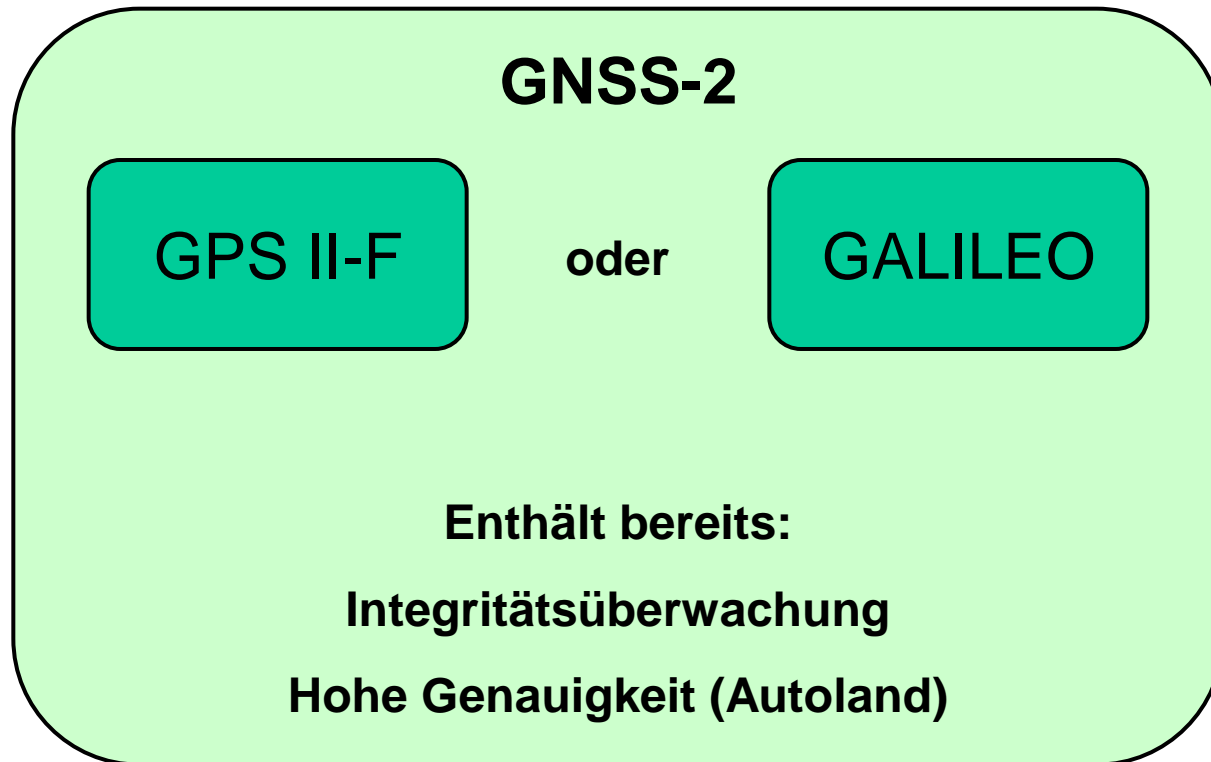 GNSS-2
GPS II-F oder GALILEO
Enthält bereits:
Integritätsüberwachung
Hohe Genauigkeit (Autoland)